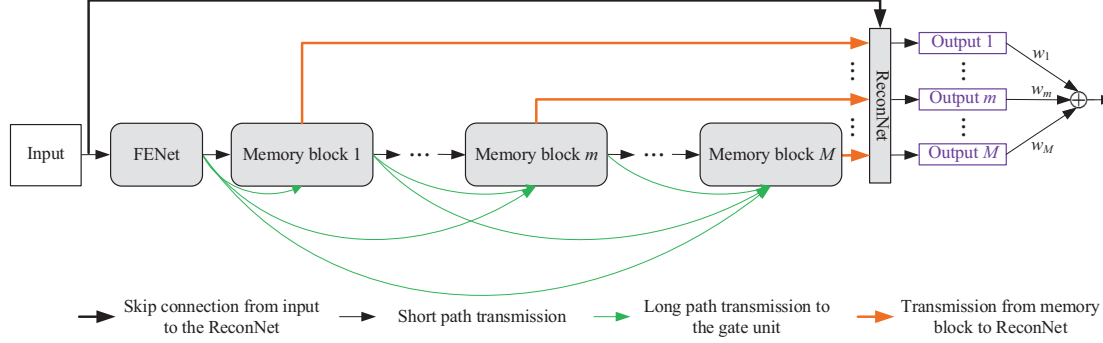 Input
FENet
Memory block 1
...
Memory block m
...
Memory block M
ReconNet
Output 1
Output m
Output M
w1
wm
wM
Skip connection from input
to the ReconNet
Short path transmission
Long path transmission to
the gate unit
Transmission from memory
block to ReconNet